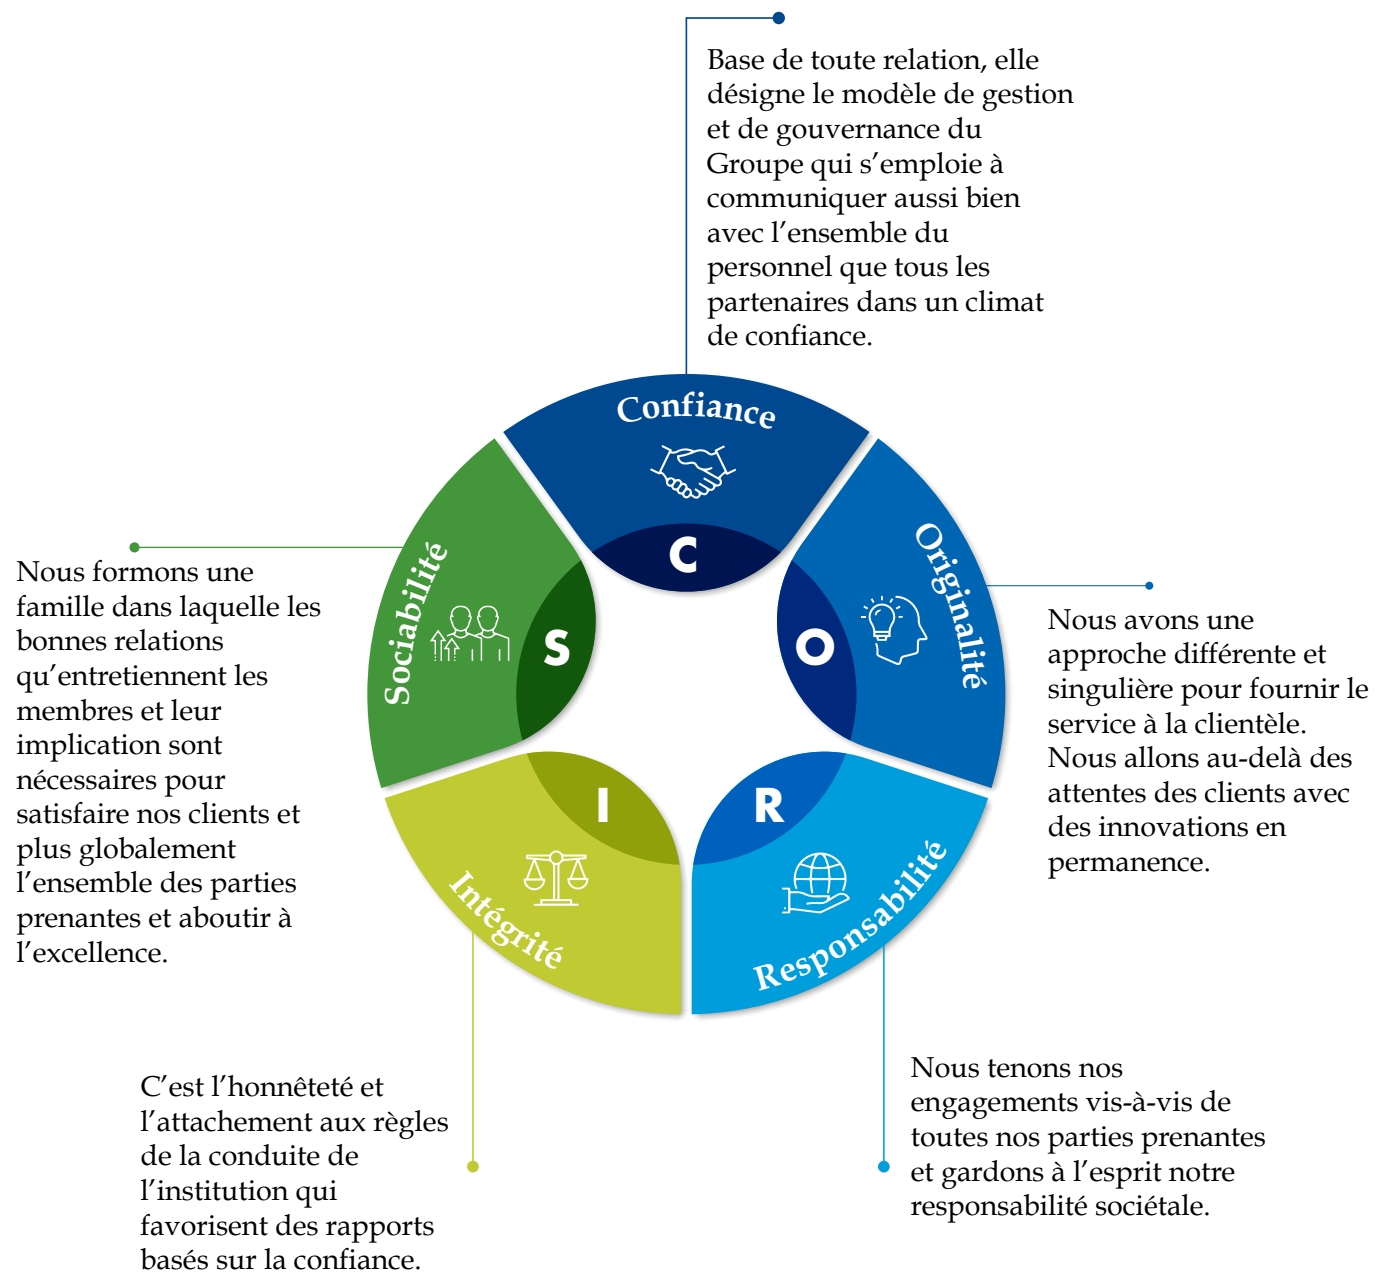 Base de toute relation, elle
désigne le modèle de gestion
et de gouvernance du
Groupe qui s’emploie à
communiquer aussi bien
avec l’ensemble du
personnel que tous les
partenaires dans un climat
de confiance.
Confiance
C
Originalité
O
Nous avons une
approche différente et
singulière pour fournir le
service à la clientèle.
Nous allons au-delà des
attentes des clients avec
des innovations en
permanence.
Responsabilité
R
Nous tenons nos
engagements vis-à-vis de
toutes nos parties prenantes
et gardons à l’esprit notre
responsabilité sociétale.
Intégrité
I
C’est l’honnêteté et
l’attachement aux règles
de la conduite de
l’institution qui
favorisent des rapports
basés sur la confiance.
Sociabilité
S
Nous formons une
famille dans laquelle les
bonnes relations
qu’entretiennent les
membres et leur
implication sont
nécessaires pour
satisfaire nos clients et
plus globalement
l’ensemble des parties
prenantes et aboutir à
l’excellence.